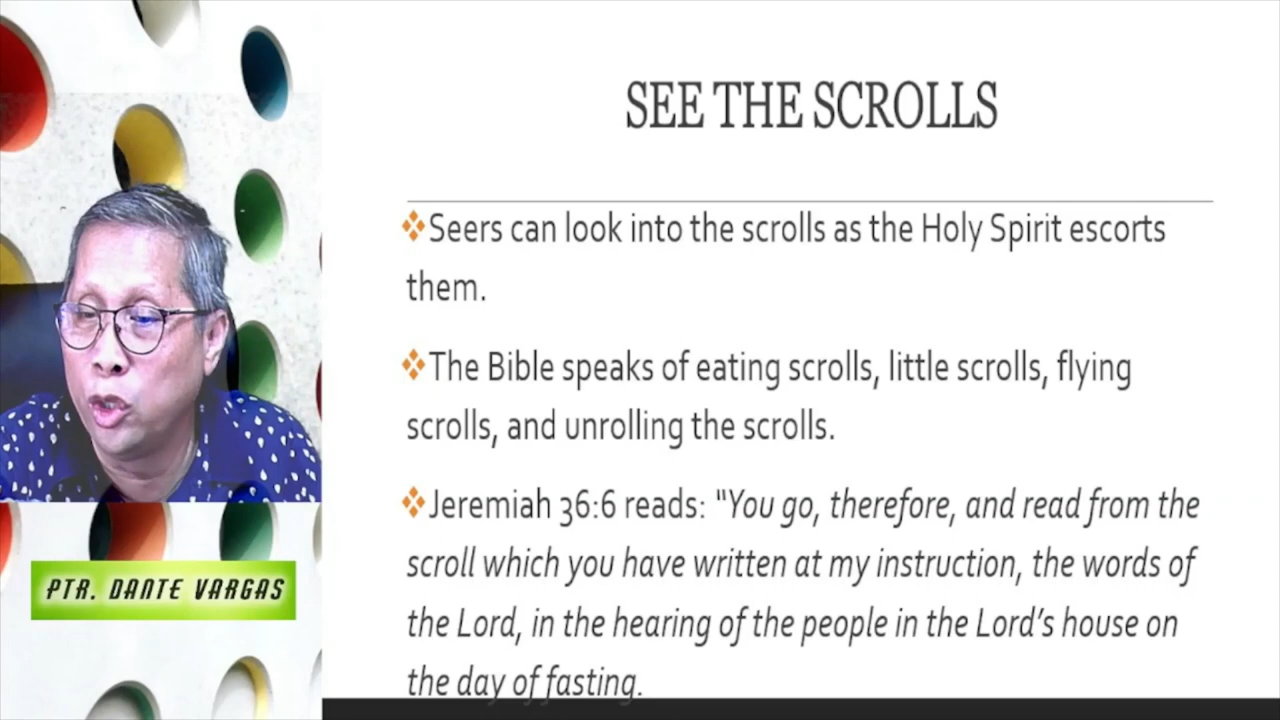 SEE THE SCROLLS
❖Seers can look into the scrolls as the Holy Spirit escorts
them.
❖The Bible speaks of eating scrolls, little scrolls, flying
scrolls, and unrolling the scrolls.
❖Jeremiah 36:6 reads: "You go, therefore, and read from the
scroll which you have written at my instruction, the words of
the Lord, in the hearing of the people in the Lord’s house on
the day of fasting.
PTR. DANTE VARGAS